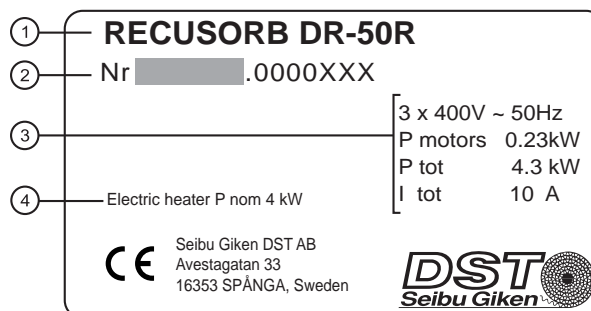 1 RECUSORB DR-50R
2 Nr .0000XXX
3 3 x 400V ~ 50Hz
P motors 0.23kW
P tot 4.3 kW
I tot 10 A
4 Electric heater P nom 4 kW
CE Seibu Giken DST AB
Avestagatan 33
16353 SPÅNGA, Sweden
DST
Seibu Giken